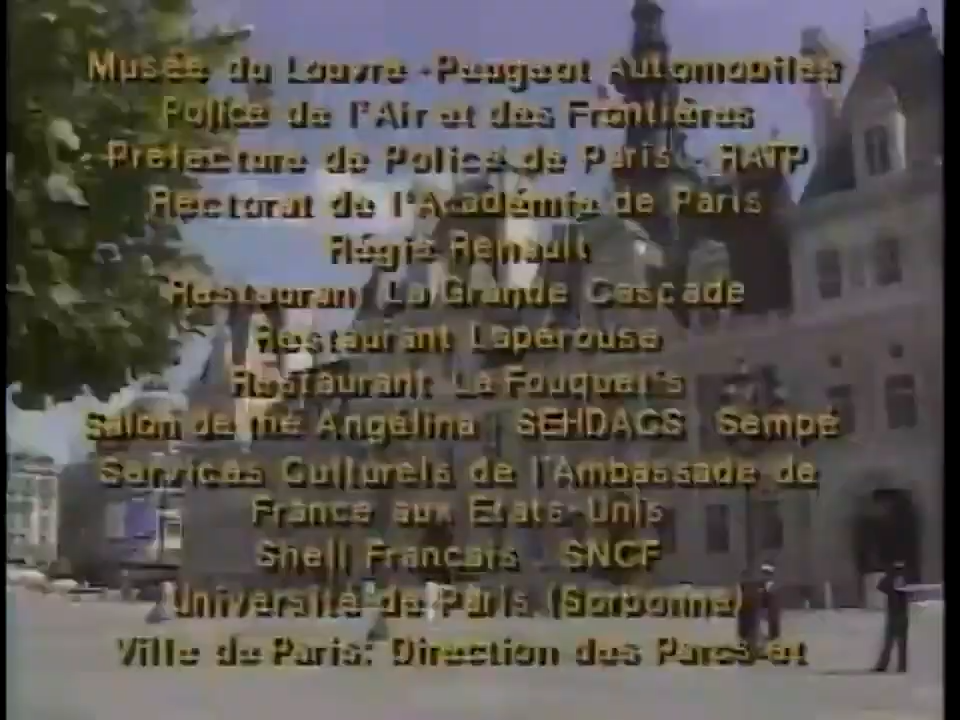 Musée du Louvre - Peugeot Automobiles
Police de l'Air et des Frontières
Préfecture de Police de Paris - RATP
Rectorat de l'Académie de Paris
Régie Renault
Restaurant La Grande Cascade
Restaurant Lapérouse
Restaurant Le Fouquet's
Salon de thé Angélina - SEHDACS - Sempé
Services Culturels de l'Ambassade de
France aux Etats-Unis
Shell Français - SNCF
Université de Paris (Sorbonne)
Ville de Paris: Direction des Parcs et